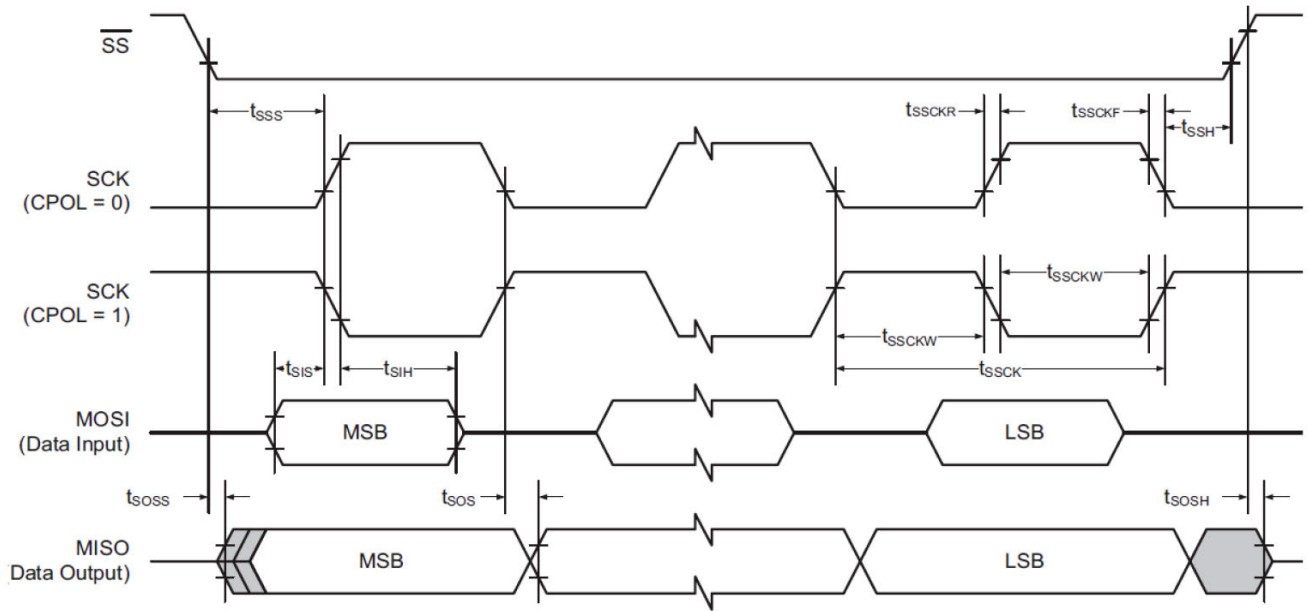 SS
tSSS
tSSCKR
tSSCKF
tSSH
SCK
(CPOL = 0)
SCK
(CPOL = 1)
tSSCKW
tSSCKW
tSIS
tSIH
tSSCK
MOSI
(Data Input)
MSB
LSB
tSOSS
tSOS
tSOSH
MISO
(Data Output)
MSB
LSB